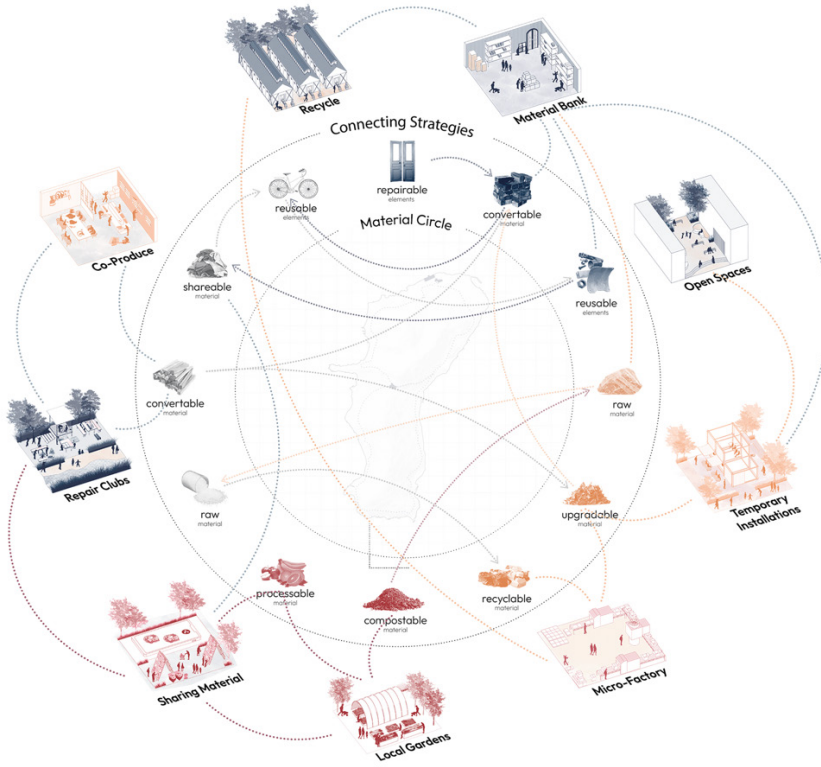 Recycle
Material Bank
Connecting Strategies
repairable
elements
reusable
elements
convertable
material
Material Circle
Co-Produce
shareable
material
Open Spaces
reusable
elements
convertable
material
raw
material
Repair Clubs
raw
material
upgradable
material
Temporary
Installations
processable
material
compostable
material
recyclable
material
Sharing Material
Micro-Factory
Local Gardens